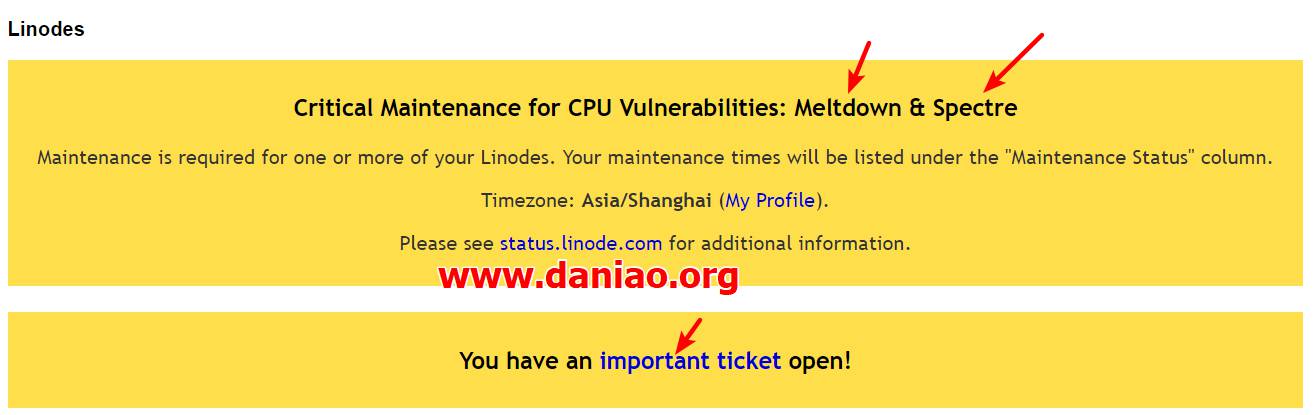 Linodes
Critical Maintenance for CPU Vulnerabilities: Meltdown & Spectre
Maintenance is required for one or more of your Linodes. Your maintenance times will be listed under the "Maintenance Status" column.
Timezone: Asia/Shanghai (My Profile).
Please see status.linode.com for additional information.
www.daniao.org
You have an important ticket open!